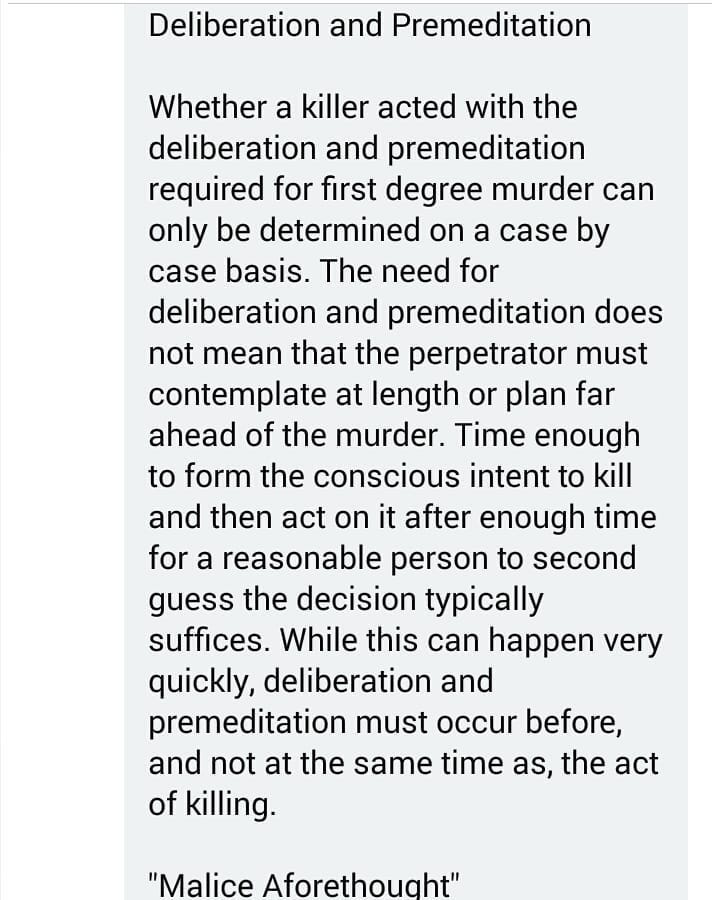 Deliberation and Premeditation
Whether a killer acted with the
deliberation and premeditation
required for first degree murder can
only be determined on a case by
case basis. The need for
deliberation and premeditation does
not mean that the perpetrator must
contemplate at length or plan far
ahead of the murder. Time enough
to form the conscious intent to kill
and then act on it after enough time
for a reasonable person to second
guess the decision typically
suffices. While this can happen very
quickly, deliberation and
premeditation must occur before,
and not at the same time as, the act
of killing.
"Malice Aforethought"